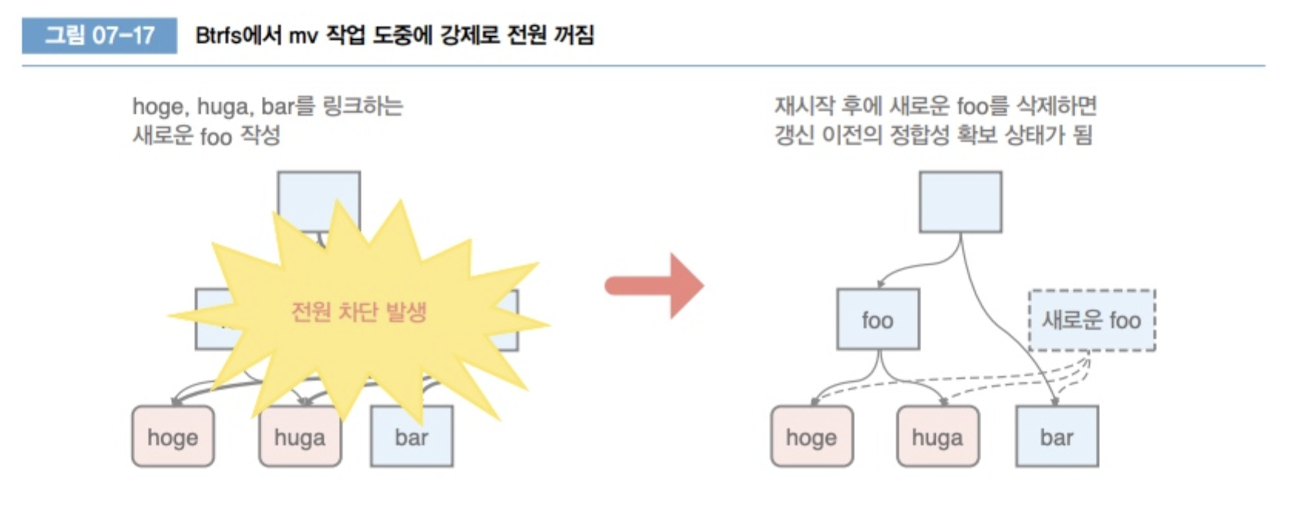 그림 07-17 Btrfs에서 mv 작업 도중에 강제로 전원 꺼짐
hoge, huga, bar를 링크하는
새로운 foo 작성
재시작 후에 새로운 foo를 삭제하면
갱신 이전의 정합성 확보 상태가 됨
전원 차단 발생
foo
새로운 foo
hoge
huga
bar
hoge
huga
bar